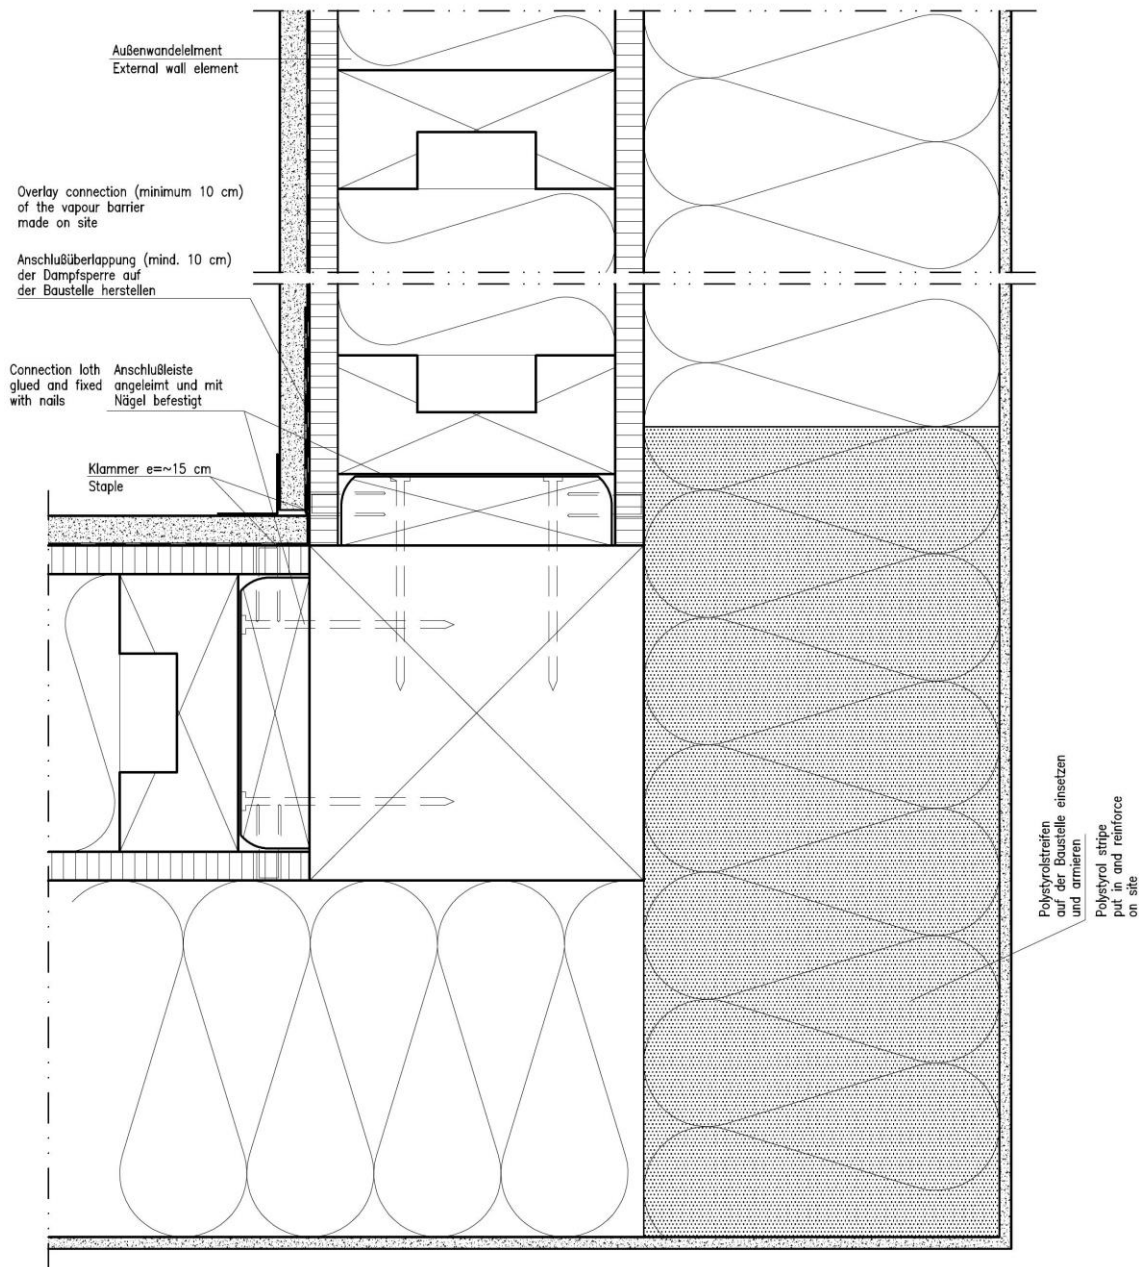 Außenwandelelment
External wall element
Overlay connection (minimum 10 cm)
of the vapour barrier
made on site
Anschlußüberlappung (mind. 10 cm)
der Dampfsperre auf
der Baustelle herstellen
Connection loth
glued and fixed
with nails
Anschlußleiste
angeleimt und mit
Nägel befestigt
Klammer e=~15 cm
Staple
Polystyrolstreifen
auf der Baustelle einsetzen
und armieren
Polystyrol stripe
put in and reinforce
on site